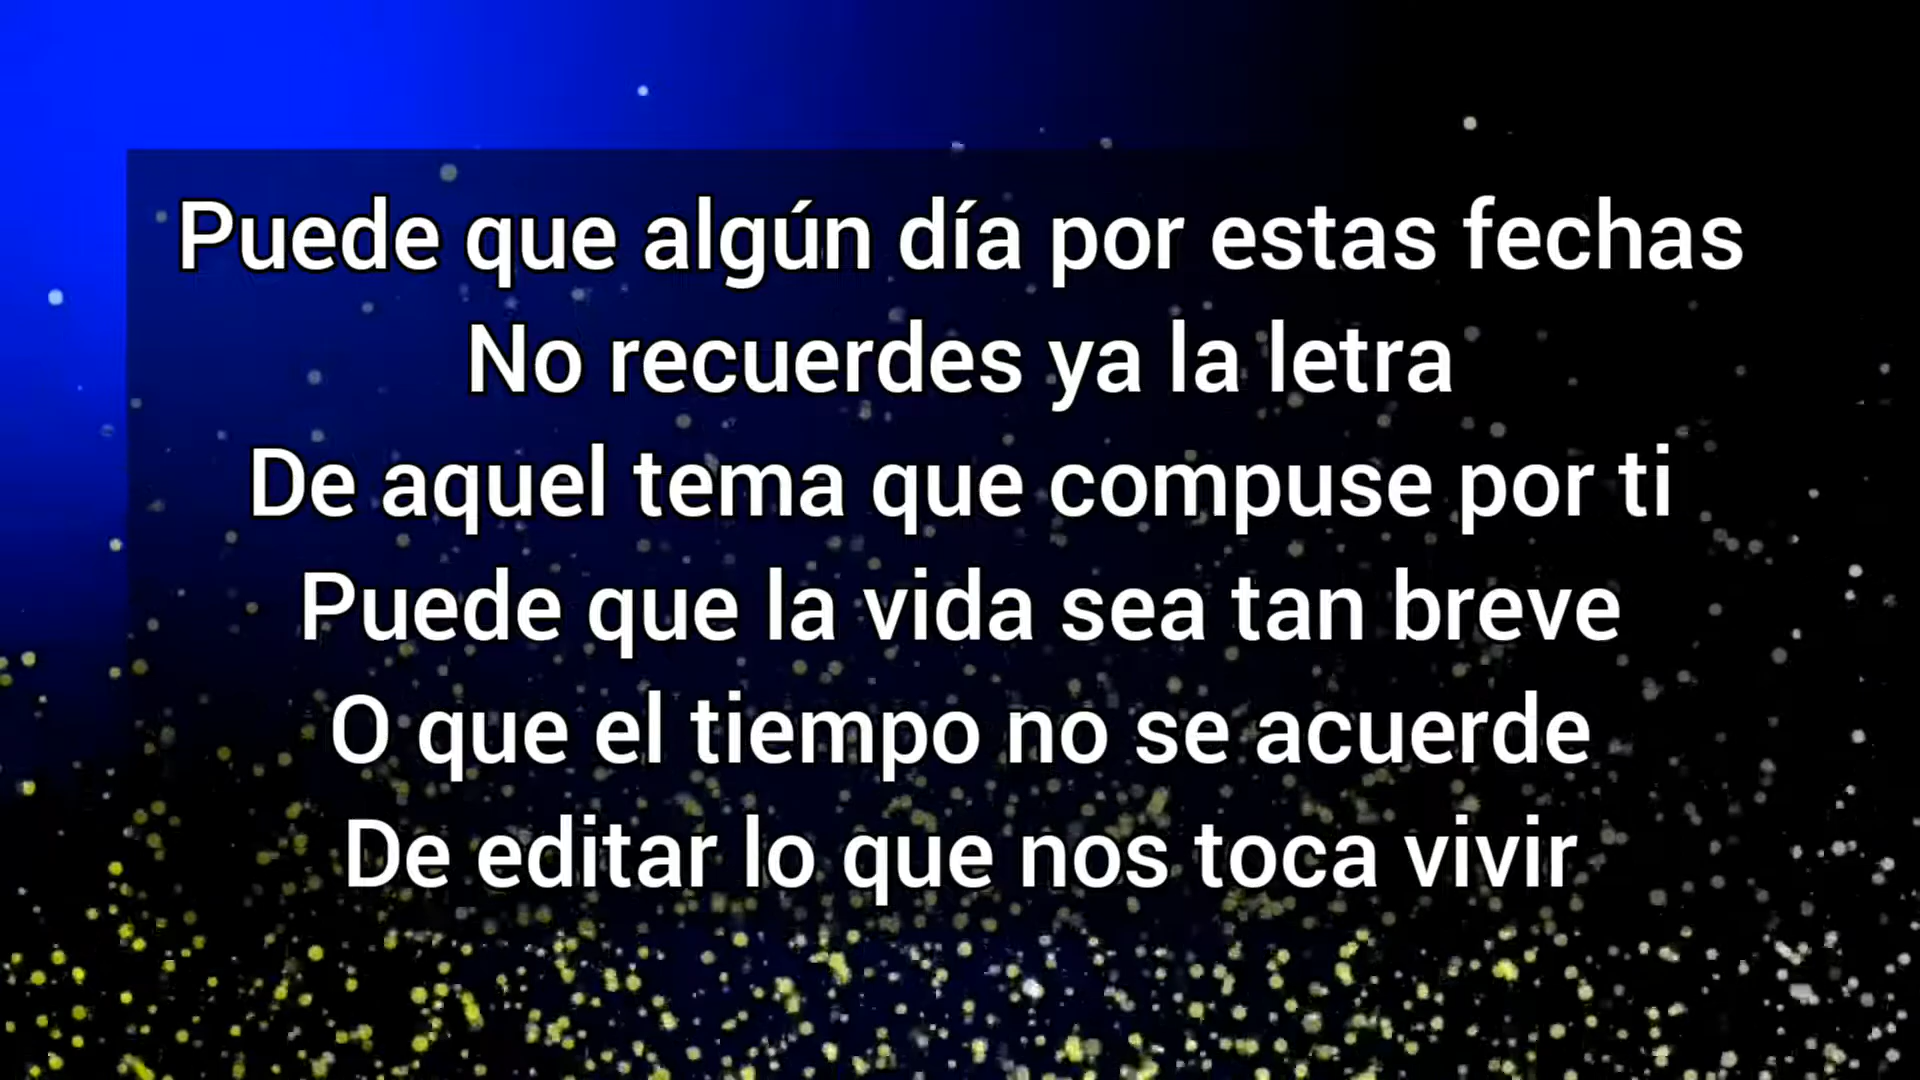 Puede que algún día por estas fechas
No recuerdes ya la letra
De aquel tema que compuse por ti
Puede que la vida sea tan breve
O que el tiempo no se acuerde
De editar lo que nos toca vivir